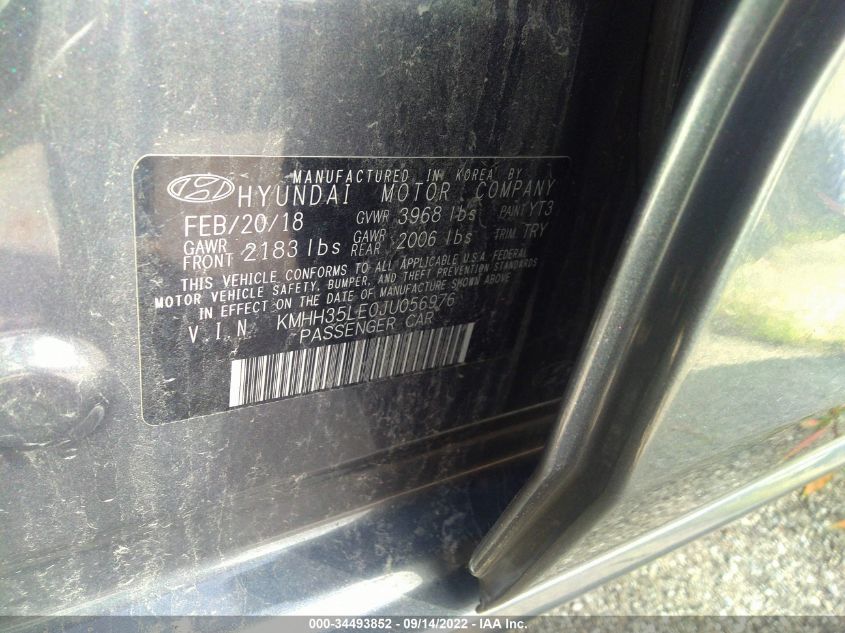 MANUFACTURED IN KOREA BY
HYUNDAI MOTOR COMPANY
FEB/20/18 GVWR 3968 lbs PAINT YT3
GAWR FRONT 2183 lbs GAWR REAR 2006 lbs TRIM. TRY
THIS VEHICLE CONFORMS TO ALL APPLICABLE U.S.A. FEDERAL
MOTOR VEHICLE SAFETY, BUMPER, AND THEFT PREVENTION STANDARDS
IN EFFECT ON THE DATE OF MANUFACTURE SHOWN ABOVE
V.I.N KMHH35LE0JU056976
PASSENGER CAR
000-34493852 - 09/14/2022 - IAA Inc.